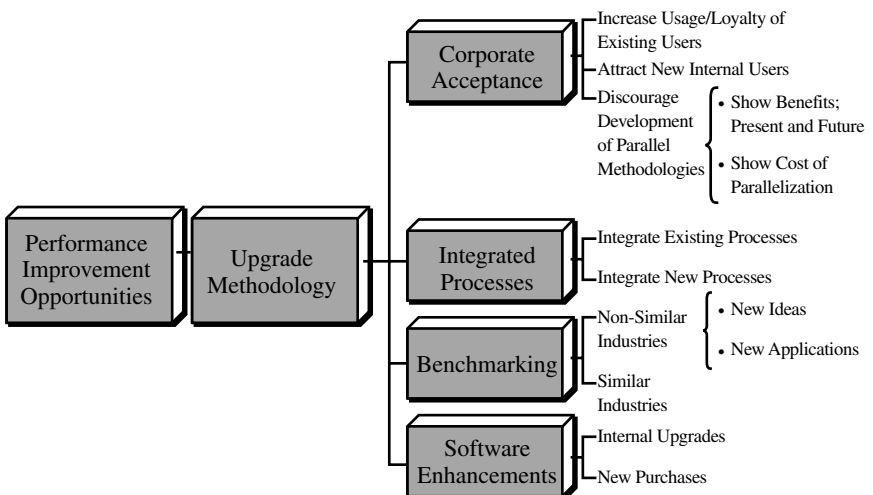 Performance
Improvement
Opportunities
Upgrade
Methodology
Corporate
Acceptance
Increase Usage/Loyalty of
Existing Users
Attract New Internal Users
Discourage
Development
of Parallel
Methodologies
• Show Benefits;
Present and Future
• Show Cost of
Parallelization
Integrated
Processes
Integrate Existing Processes
Integrate New Processes
Benchmarking
Non-Similar
Industries
• New Ideas
• New Applications
Similar
Industries
Software
Enhancements
Internal Upgrades
New Purchases